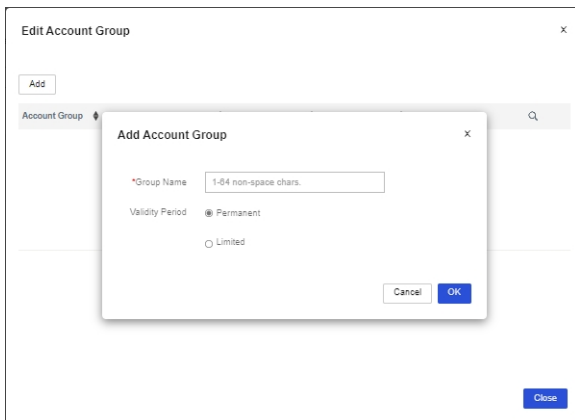 Edit Account Group
x
Add
Account Group
Add Account Group
x
*Group Name 1-64 non-space chars.
Validity Period Permanent
Limited
Cancel OK
Close